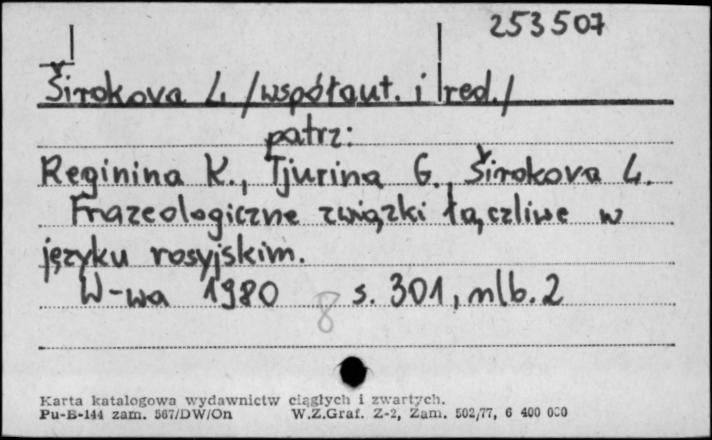 253507
Širokova L /współaut. i red./
patrz:
Reginina K., Tjurina G., Širokova L.
Frazeologiczne związki łączliwe w
języku rosyjskim.
W-wa 1980 8 s. 301, nlb. 2
Karta katalogowa wydawnictw ciągłych i zwartych.
Pu-B-144 zam. 567/DW/On W.Z.Graf. Z-2, Zam. 502/77, 6 400 000